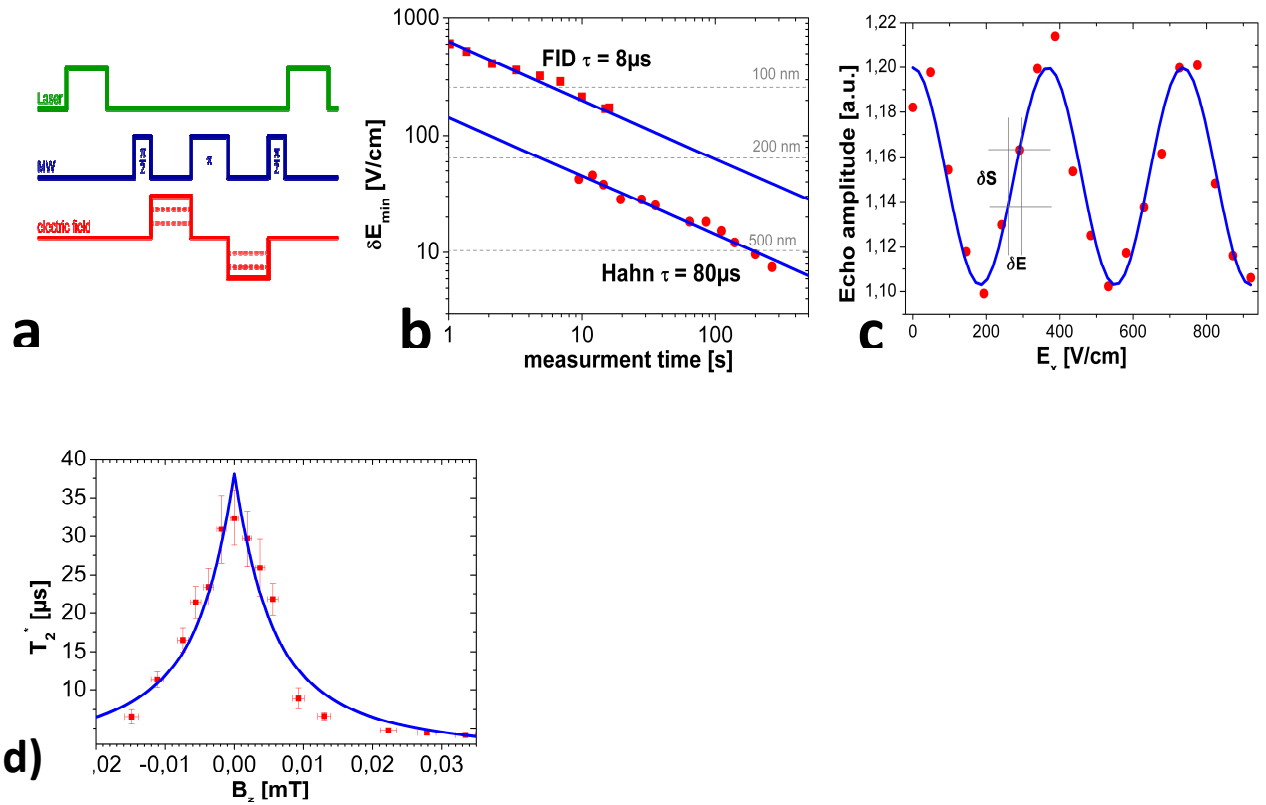 Laser
MW
π
2
π
π
2
electric field
a
1000
100
10
δE_min [V/cm]
FID τ = 8µs
100 nm
200 nm
500 nm
Hahn τ = 80µs
1
10
100
measurment time [s]
b
1,22
1,20
1,18
1,16
1,14
1,12
1,10
Echo amplitude [a.u.]
δS
δE
0
200
400
600
800
E_x [V/cm]
c
40
35
30
25
20
15
10
T_2^* [µs]
,02
-0,01
0,00
0,01
0,02
0,03
B_z [mT]
d)